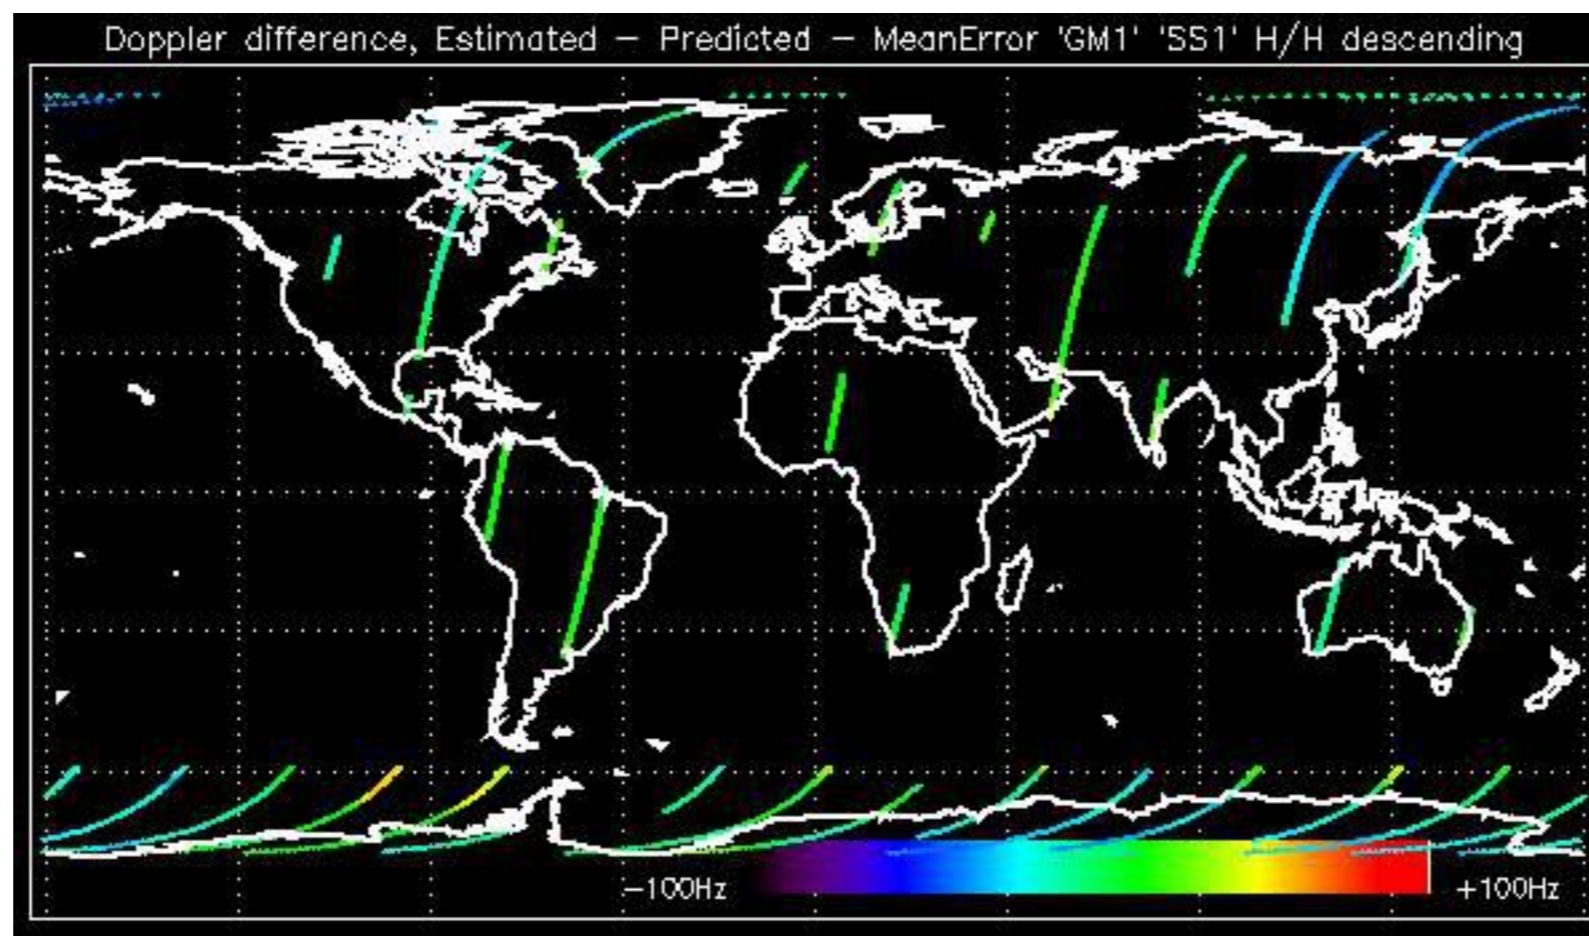 Doppler difference, Estimated – Predicted – MeanError 'GM1' 'SS1' H/H descending
−100Hz +100Hz